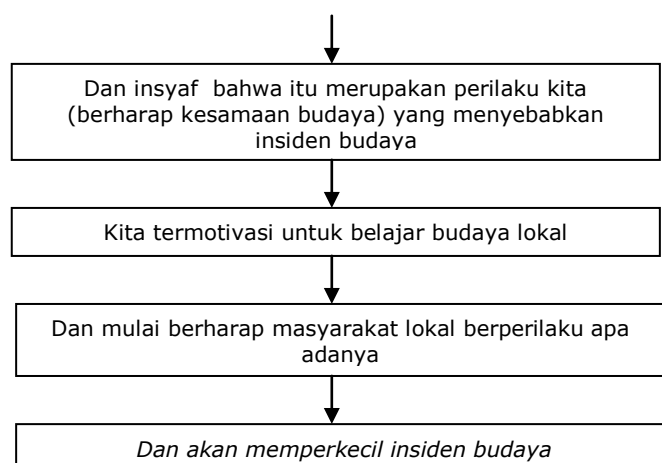 Dan insyaf bahwa itu merupakan perilaku kita
(berharap kesamaan budaya) yang menyebabkan
insiden budaya
Kita termotivasi untuk belajar budaya lokal
Dan mulai berharap masyarakat lokal berperilaku apa
adanya
Dan akan memperkecil insiden budaya